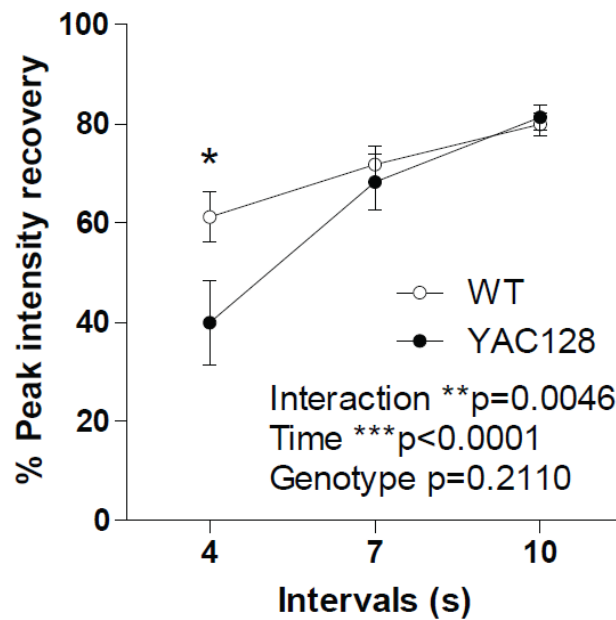 % Peak intensity recovery
100
80
60
40
20
0
*
WT
YAC128
Interaction **p=0.0046
Time ***p<0.0001
Genotype p=0.2110
4 7 10
Intervals (s)